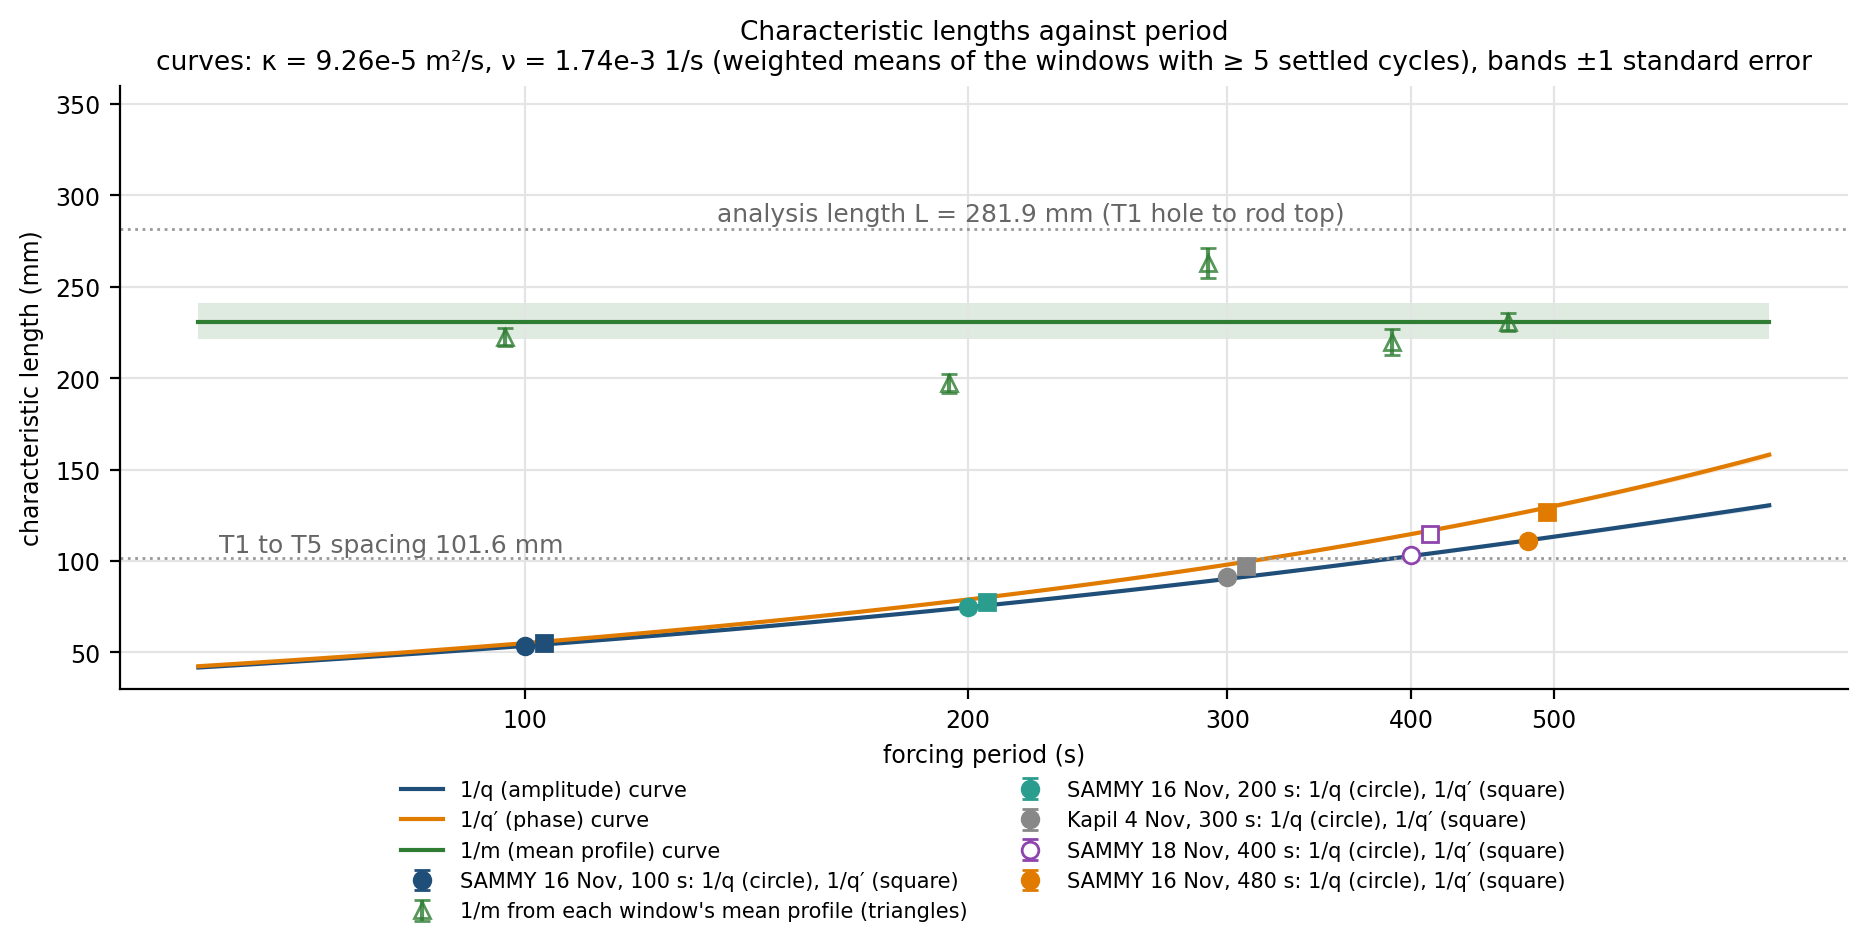 Characteristic lengths against period
curves: κ = 9.26e-5 m²/s, ν = 1.74e-3 1/s (weighted means of the windows with ≥ 5 settled cycles), bands ±1 standard error
characteristic length (mm)
350
300
250
200
150
100
50
analysis length L = 281.9 mm (T1 hole to rod top)
T1 to T5 spacing 101.6 mm
100
200
300
400
500
forcing period (s)
1/q (amplitude) curve
1/q′ (phase) curve
1/m (mean profile) curve
SAMMY 16 Nov, 100 s: 1/q (circle), 1/q′ (square)
1/m from each window's mean profile (triangles)
SAMMY 16 Nov, 200 s: 1/q (circle), 1/q′ (square)
Kapil 4 Nov, 300 s: 1/q (circle), 1/q′ (square)
SAMMY 18 Nov, 400 s: 1/q (circle), 1/q′ (square)
SAMMY 16 Nov, 480 s: 1/q (circle), 1/q′ (square)